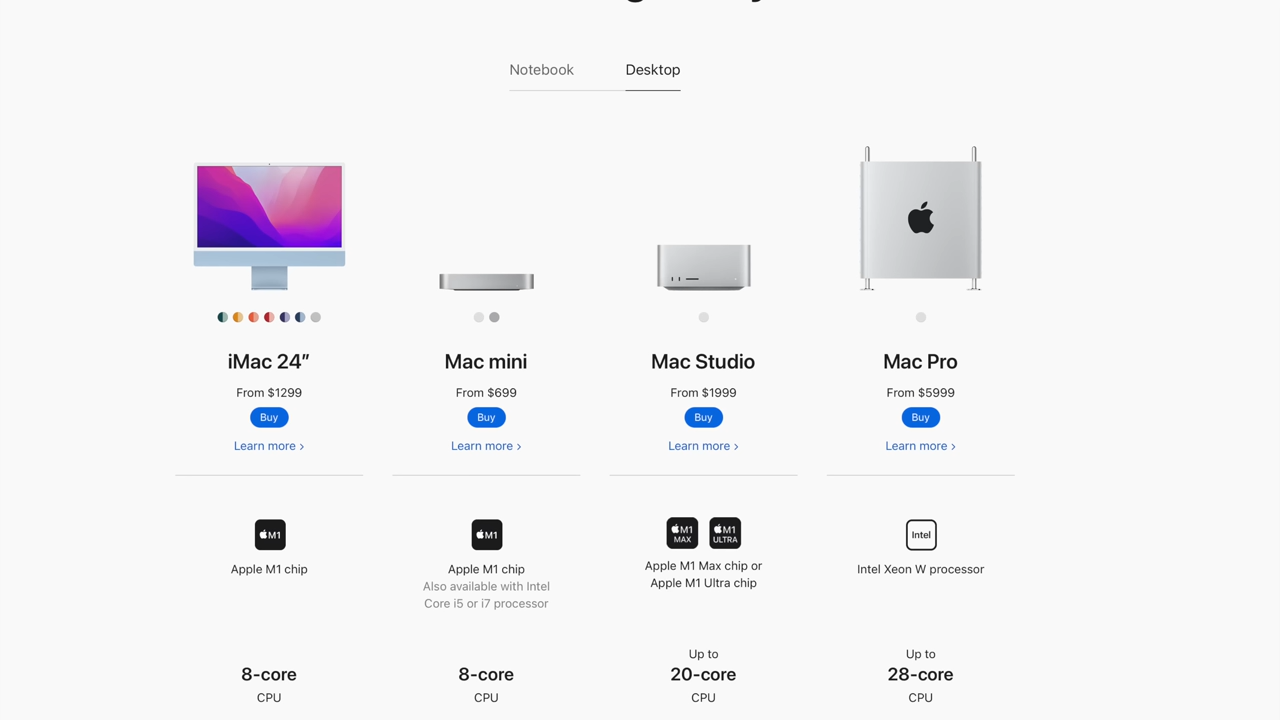 Notebook
Desktop
iMac 24″
Mac mini
Mac Studio
Mac Pro
From $1299
From $699
From $1999
From $5999
Buy
Buy
Buy
Buy
Learn more >
Learn more >
Learn more >
Learn more >
M1
M1
M1
MAX
M1
ULTRA
Intel
Apple M1 chip
Apple M1 chip
Also available with Intel
Core i5 or i7 processor
Apple M1 Max chip or
Apple M1 Ultra chip
Intel Xeon W processor
8-core
CPU
8-core
CPU
Up to
20-core
CPU
Up to
28-core
CPU